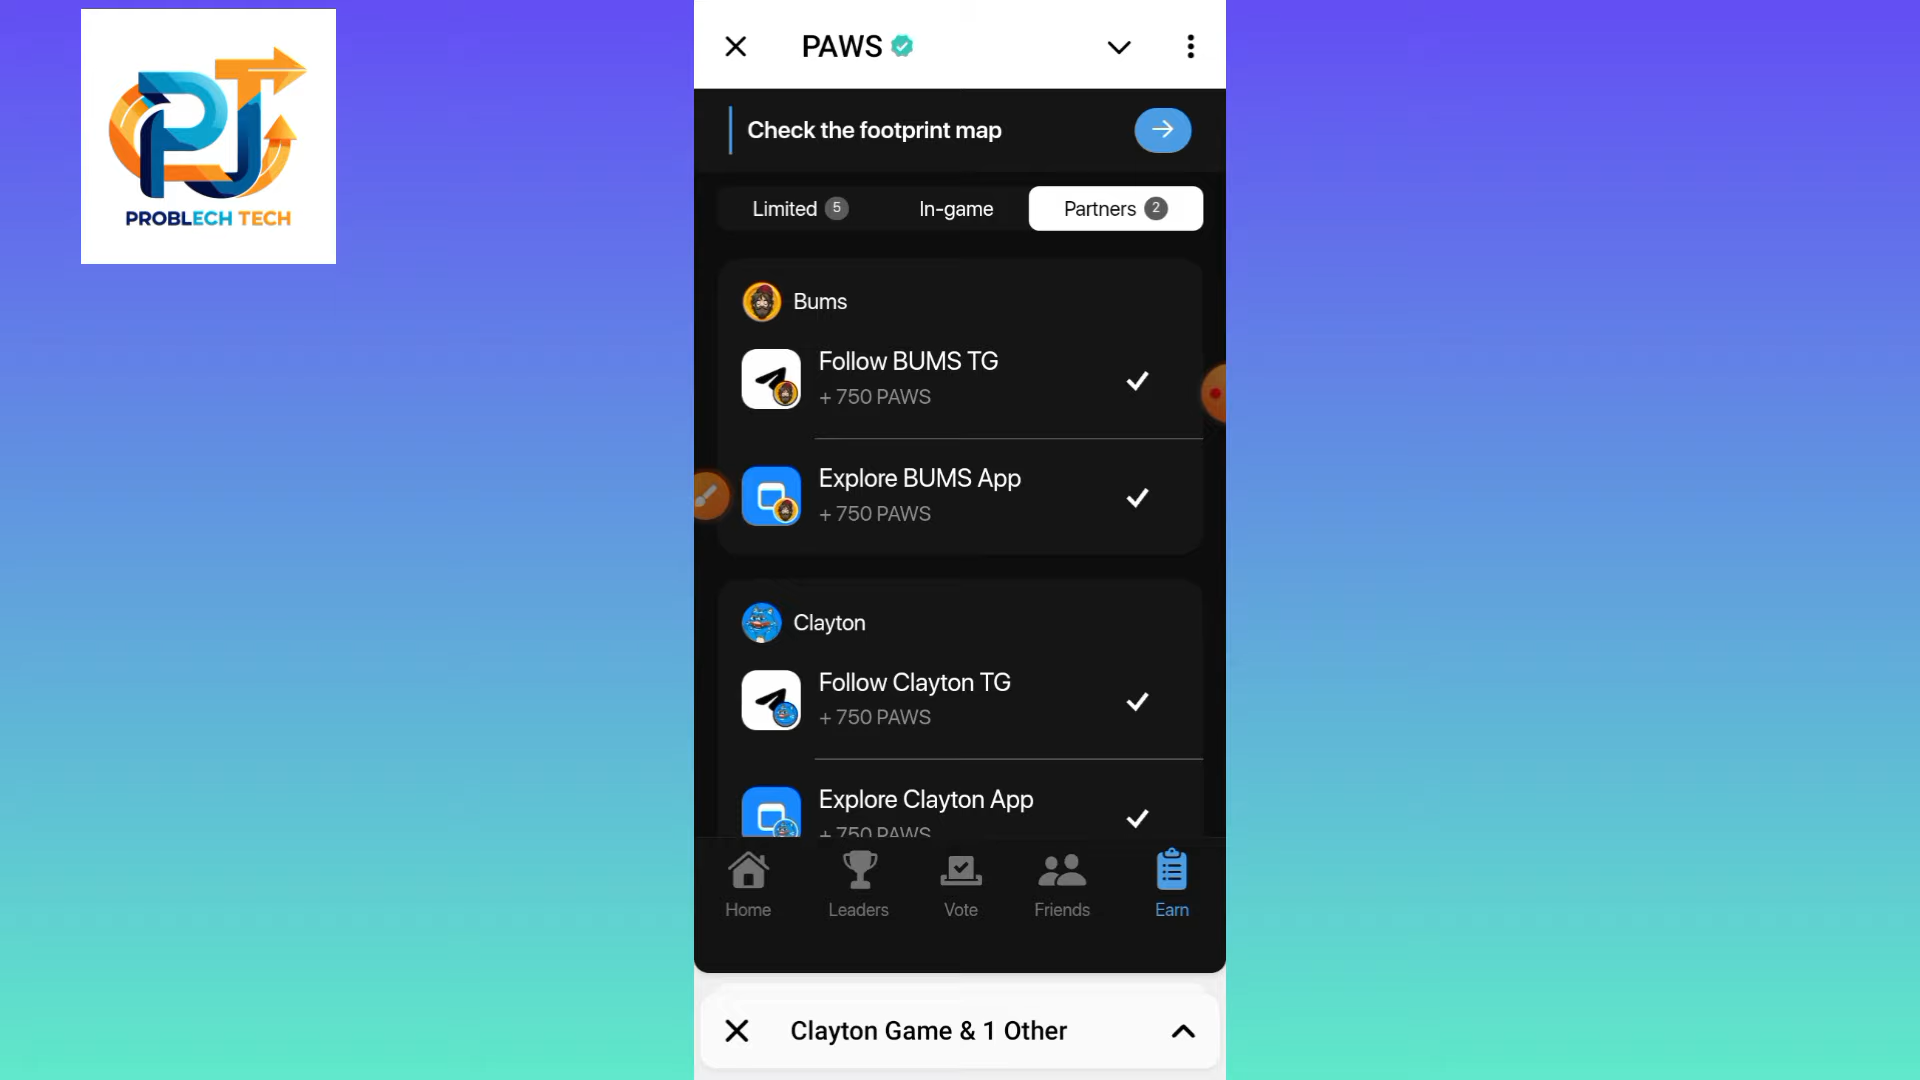 PROBLECH TECH
PAWS
Check the footprint map
Limited 5
In-game
Partners 2
Bums
Follow BUMS TG
+ 750 PAWS
Explore BUMS App
+ 750 PAWS
Clayton
Follow Clayton TG
+ 750 PAWS
Explore Clayton App
+ 750 PAWS
Home
Leaders
Vote
Friends
Earn
Clayton Game & 1 Other